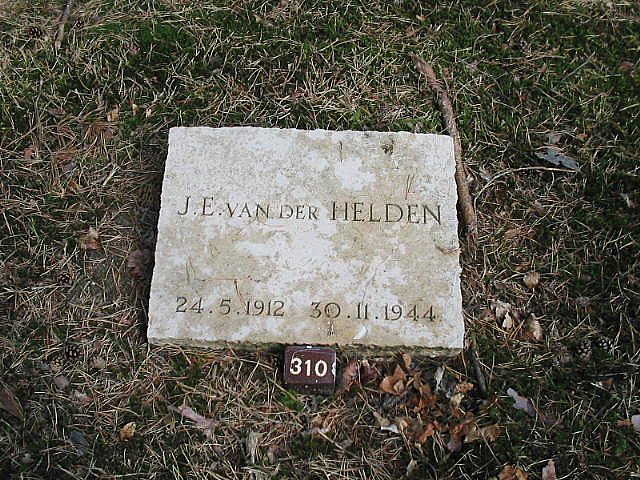 J.E. VAN DER HELDEN
24.5.1912 30.11.1944
310